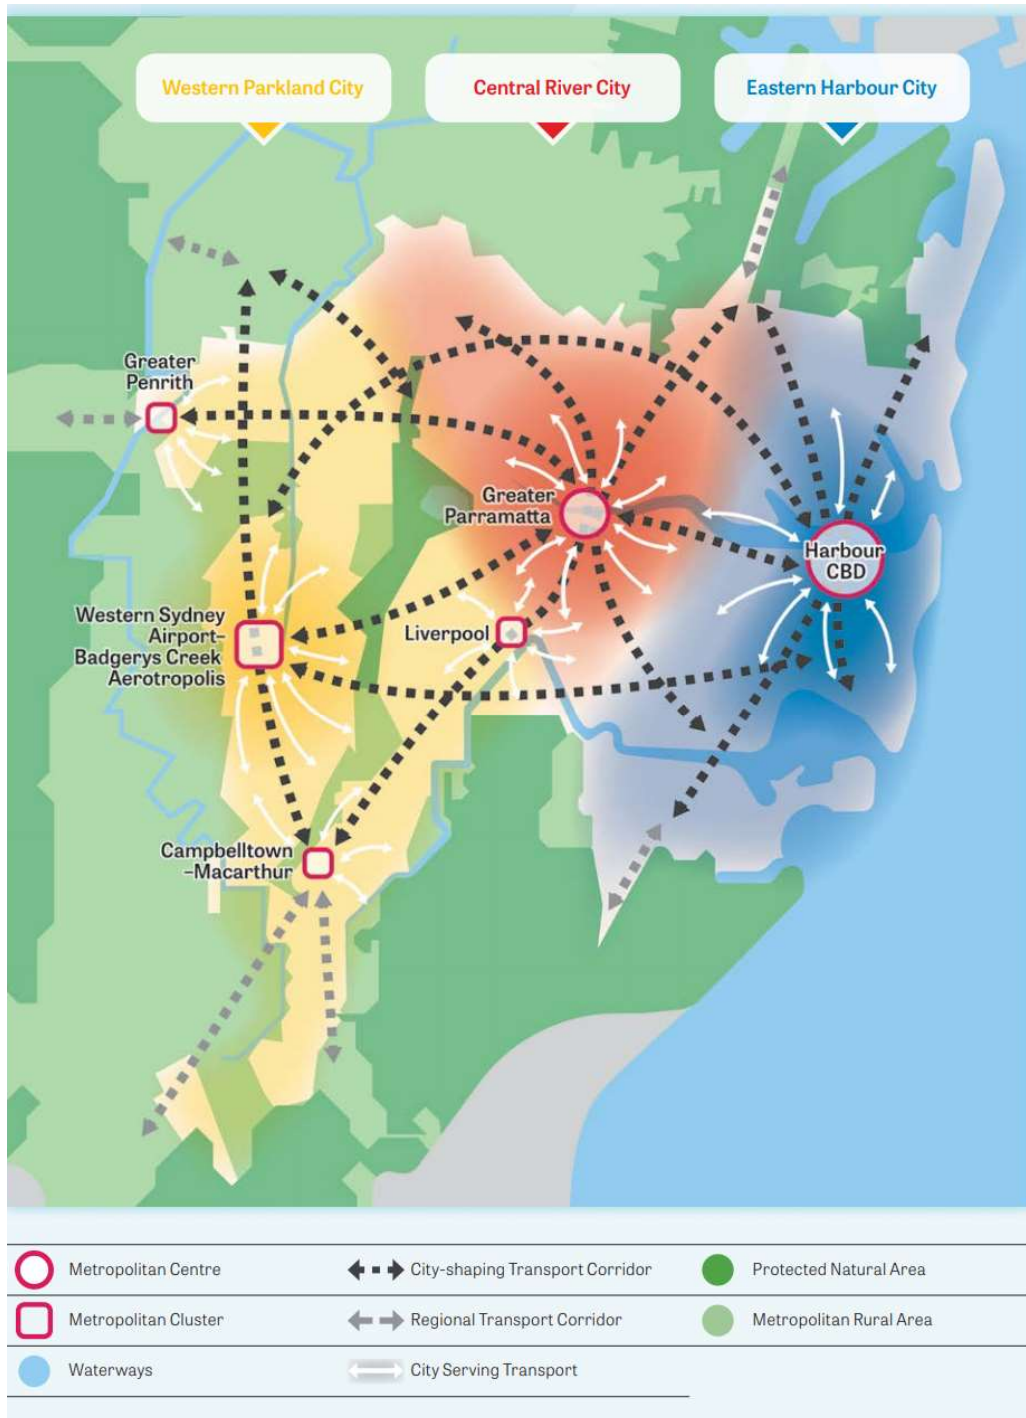 Western Parkland City
Central River City
Eastern Harbour City
Greater
Penrith
Greater
Parramatta
Harbour
CBD
Western Sydney
Airport–
Badgerys Creek
Aerotropolis
Liverpool
Campbelltown
–Macarthur
Metropolitan Centre
City-shaping Transport Corridor
Protected Natural Area
Metropolitan Cluster
Regional Transport Corridor
Metropolitan Rural Area
Waterways
City Serving Transport